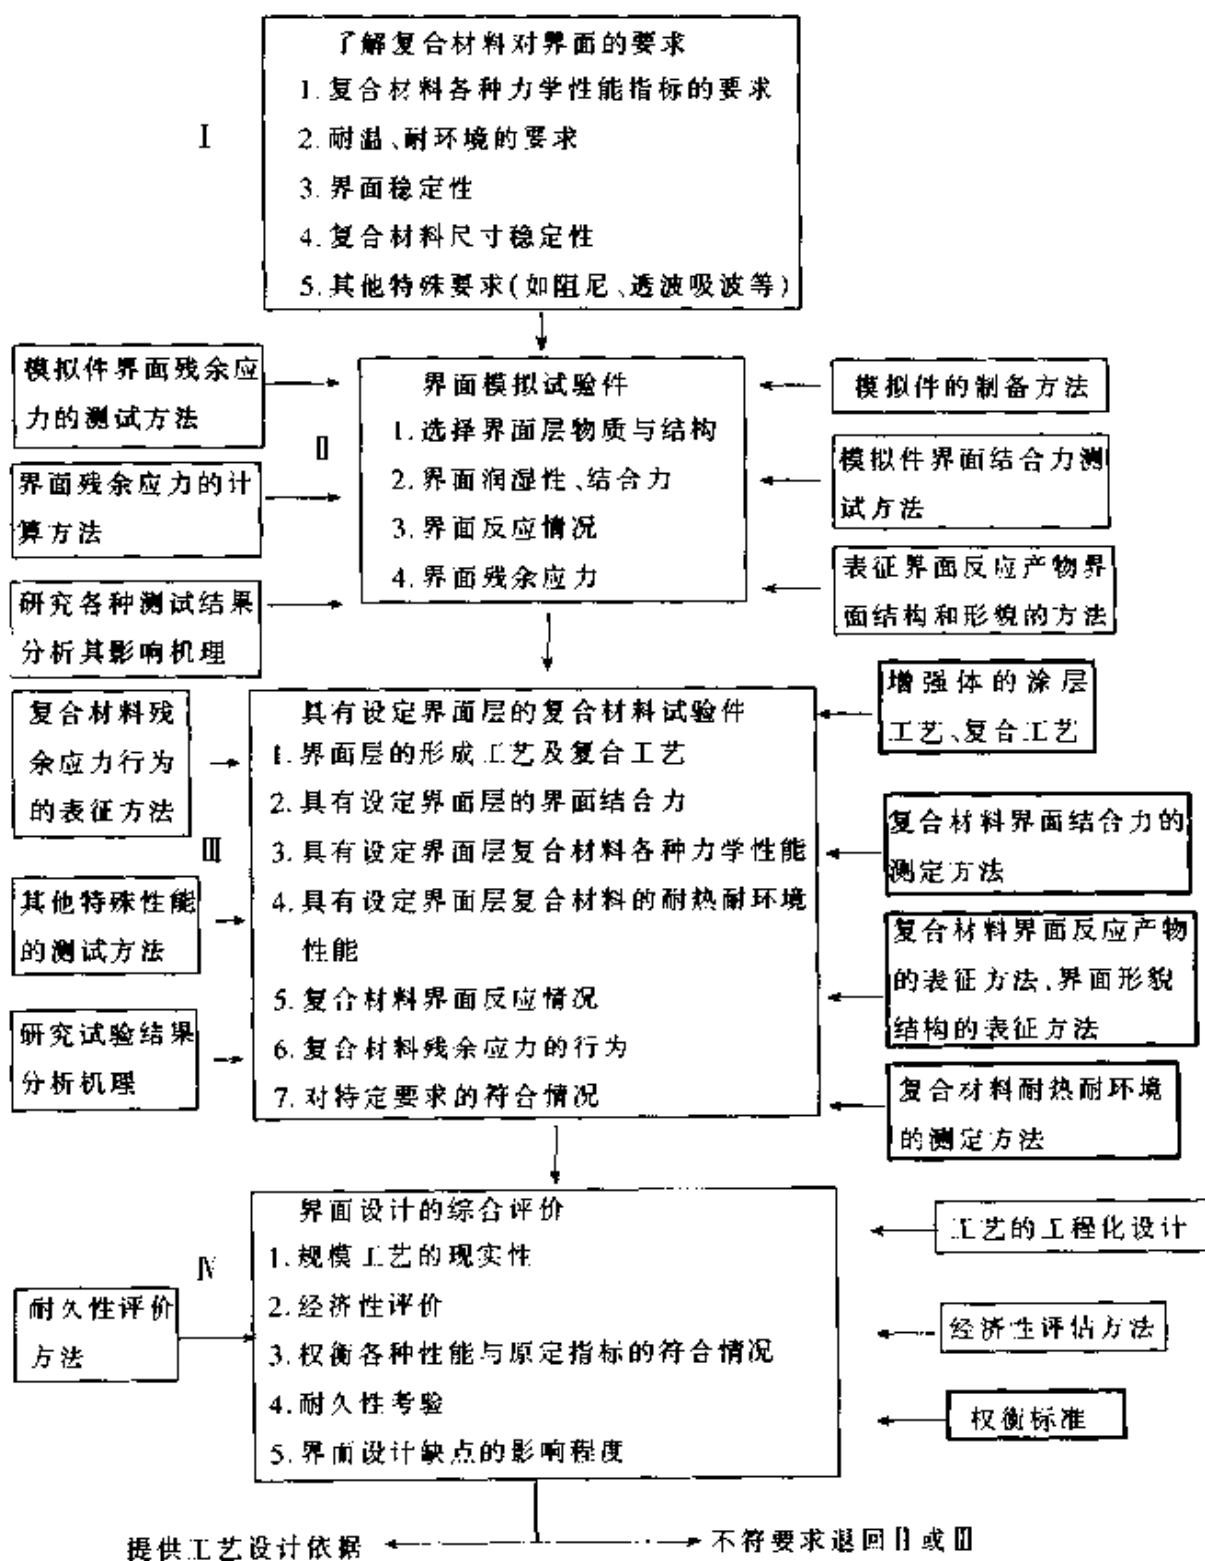 了解复合材料对界面的要求
1.复合材料各种力学性能指标的要求
Ⅰ
2.耐温、耐环境的要求
3.界面稳定性
4.复合材料尺寸稳定性
5.其他特殊要求(如阻尼、透波吸波等)
模拟件界面残余应
力的测试方法
界面残余应力的计
算方法
研究各种测试结果
分析其影响机理
Ⅱ
界面模拟试验件
1.选择界面层物质与结构
2.界面润湿性、结合力
3.界面反应情况
4.界面残余应力
模拟件的制备方法
模拟件界面结合力测
试方法
表征界面反应产物界
面结构和形貌的方法
复合材料残
余应力行为
的表征方法
Ⅲ
其他特殊性能
的测试方法
研究试验结果
分析机理
具有设定界面层的复合材料试验件
1.界面层的形成工艺及复合工艺
2.具有设定界面层的界面结合力
3.具有设定界面层复合材料各种力学性能
4.具有设定界面层复合材料的耐热耐环境
性能
5.复合材料界面反应情况
6.复合材料残余应力的行为
7.对特定要求的符合情况
增强体的涂层
工艺、复合工艺
复合材料界面结合力的
测定方法
复合材料界面反应产物
的表征方法、界面形貌
结构的表征方法
复合材料耐热耐环境
的测定方法
Ⅳ
耐久性评价
方法
界面设计的综合评价
1.规模工艺的现实性
2.经济性评价
3.权衡各种性能与原定指标的符合情况
4.耐久性考验
5.界面设计缺点的影响程度
工艺的工程化设计
经济性评估方法
权衡标准
提供工艺设计依据
不符要求退回Ⅱ或Ⅲ